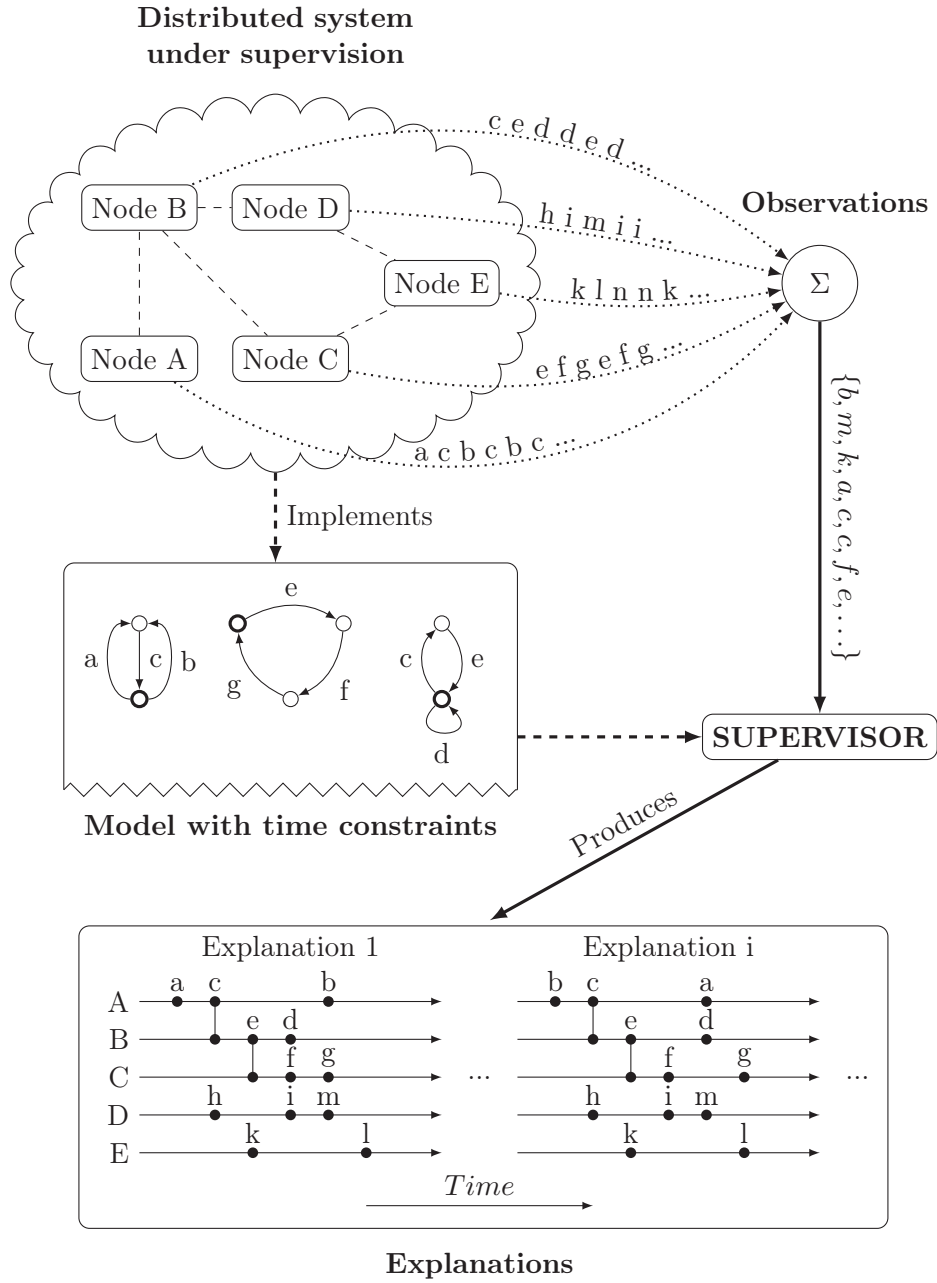 Distributed system
under supervision
c e d d e d ...
Node B
Node D
h i m i i ...
Observations
Node E
k l n n k ...
Σ
Node A
Node C
e f g e f g ...
a c b c b c ...
{b, m, k, a, c, c, f, e, . . .}
Implements
a
c
b
e
g
f
c
e
d
SUPERVISOR
Model with time constraints
Produces
Explanation 1
Explanation i
A
a
c
b
b
c
a
B
e
d
e
d
C
f
g
...
f
g
...
D
h
i
m
h
i
m
E
k
l
k
l
Time
Explanations